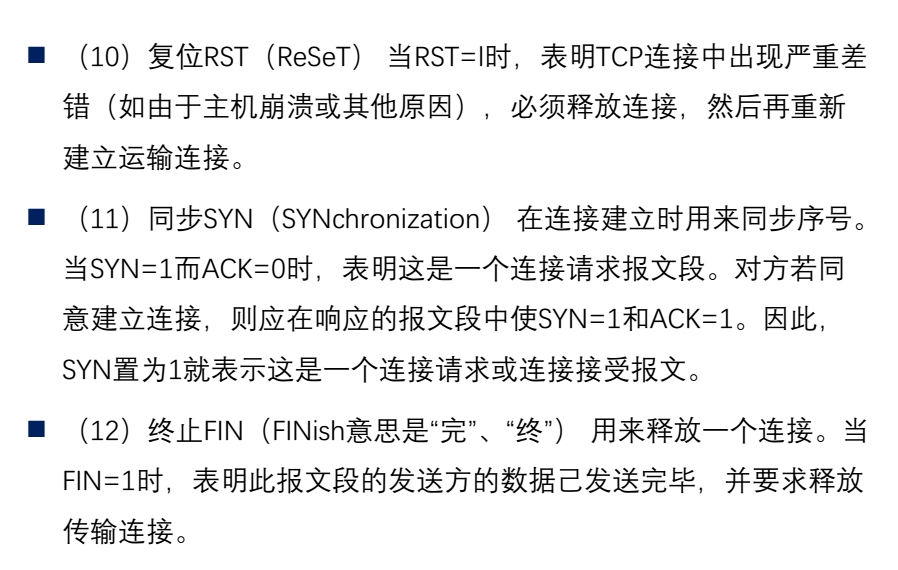 ■ （10）复位RST（ReSeT） 当RST=l时，表明TCP连接中出现严重差
错（如由于主机崩溃或其他原因），必须释放连接，然后再重新
建立运输连接。
■ （11）同步SYN（SYNchronization） 在连接建立时用来同步序号。
当SYN=1而ACK=0时，表明这是一个连接请求报文段。对方若同
意建立连接，则应在响应的报文段中使SYN=1和ACK=1。因此，
SYN置为1就表示这是一个连接请求或连接接受报文。
■ （12）终止FIN（FINish意思是“完”、“终”） 用来释放一个连接。当
FIN=1时，表明此报文段的发送方的数据己发送完毕，并要求释放
传输连接。